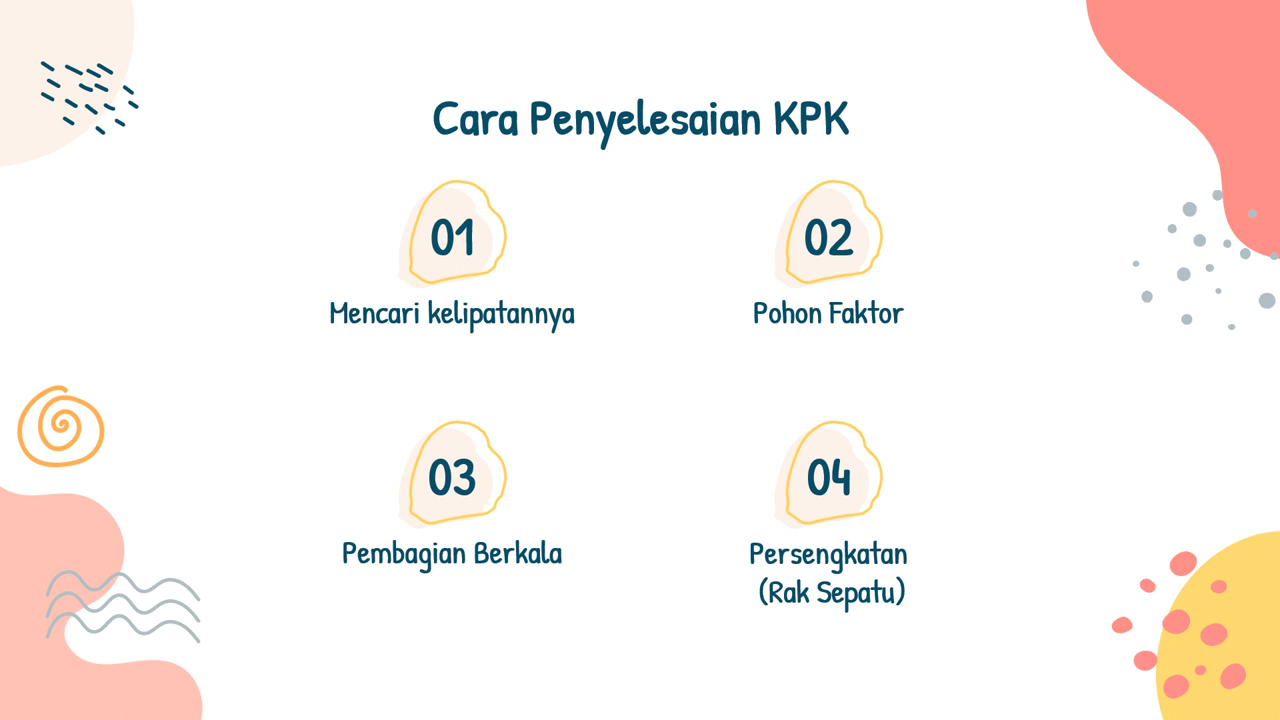 Cara Penyelesaian KPK
01
Mencari kelipatannya
02
Pohon Faktor
03
Pembagian Berkala
04
Persengkatan
(Rak Sepatu)